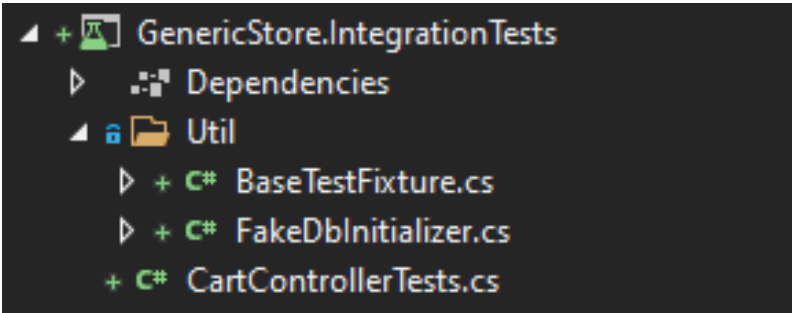 GenericStore.IntegrationTests
Dependencies
Util
C# BaseTestFixture.cs
C# FakeDbInitializer.cs
C# CartControllerTests.cs